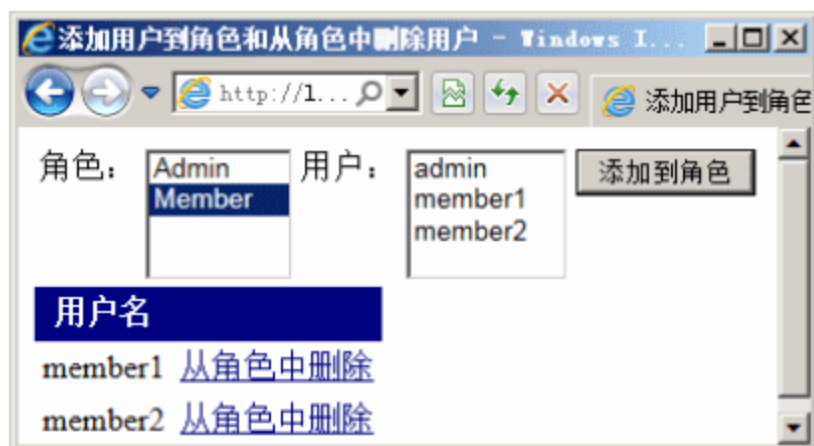 添加用户到角色和从角色中删除用户 - Windows I...
http://1...
添加用户到角色
角色：
Admin
Member
用户：
admin
member1
member2
添加到角色
用户名
member1 从角色中删除
member2 从角色中删除